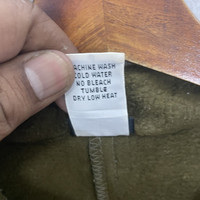 MACHINE WASH
COLD WATER
NO BLEACH
TUMBLE
DRY LOW HEAT